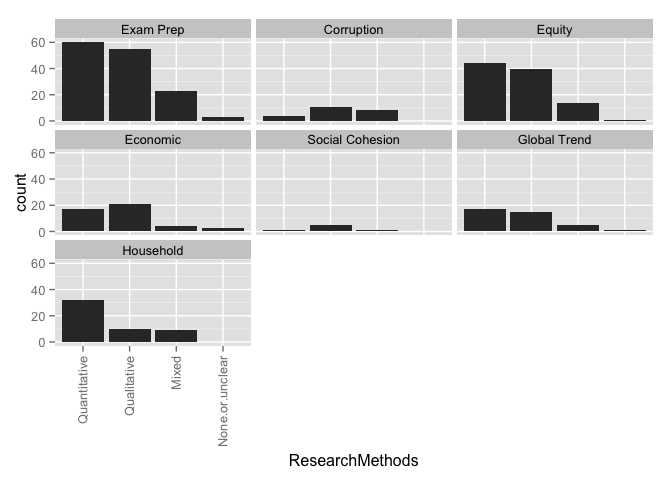 Exam Prep Corruption Equity
60
40
20
0
Economic Social Cohesion Global Trend
60
40
20
0
count
Household
60
40
20
0
Quantitative Qualitative Mixed None.or.unclear
ResearchMethods